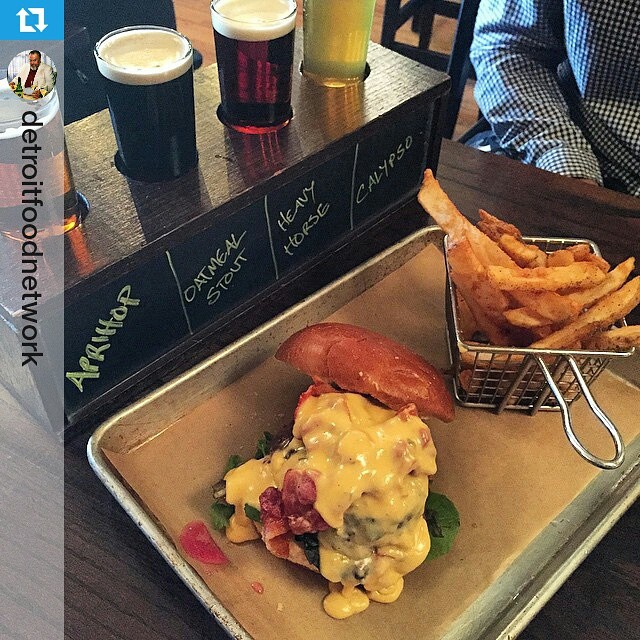 detroitfoodnetwork
APRIHOP
OATMEAL
STOUT
HEAVY
HORSE
CALYPSO